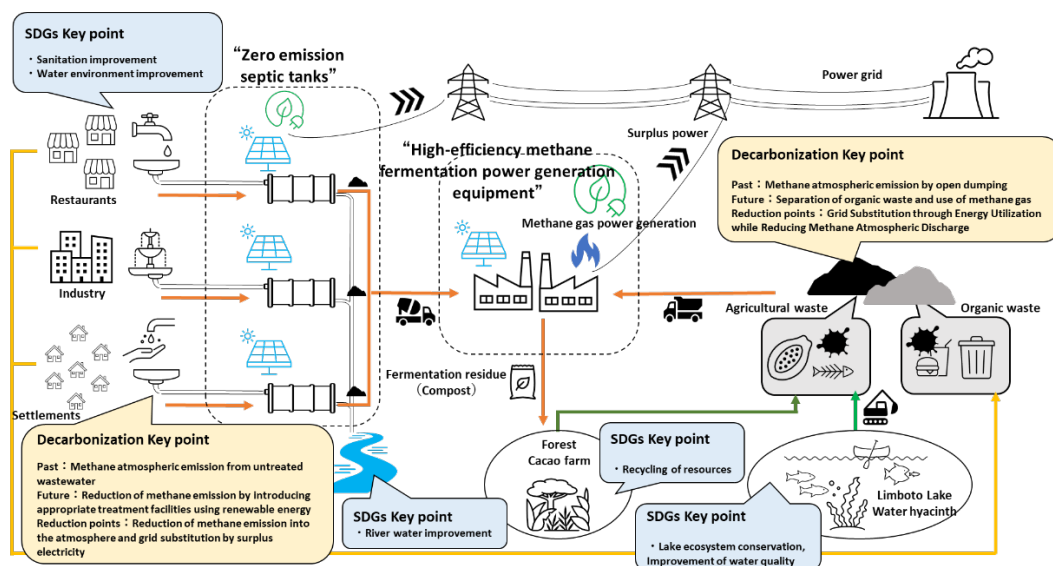 SDGs Key point
・Sanitation improvement
・Water environment improvement
“Zero emission
septic tanks”
Power grid
Surplus power
“High-efficiency methane
fermentation power generation
equipment”
Methane gas power generation
Decarbonization Key point
Past：Methane atmospheric emission by open dumping
Future：Separation of organic waste and use of methane gas
Reduction points：Grid Substitution through Energy Utilization
while Reducing Methane Atmospheric Discharge
Restaurants
Industry
Settlements
Agricultural waste
Organic waste
Fermentation residue
（Compost）
Decarbonization Key point
Past：Methane atmospheric emission from untreated
wastewater
Future：Reduction of methane emission by introducing
appropriate treatment facilities using renewable energy
Reduction points：Reduction of methane emission into
the atmosphere and grid substitution by surplus
electricity
SDGs Key point
・River water improvement
Forest
Cacao farm
SDGs Key point
・Recycling of resources
Limboto Lake
Water hyacinth
SDGs Key point
・Lake ecosystem conservation,
Improvement of water quality